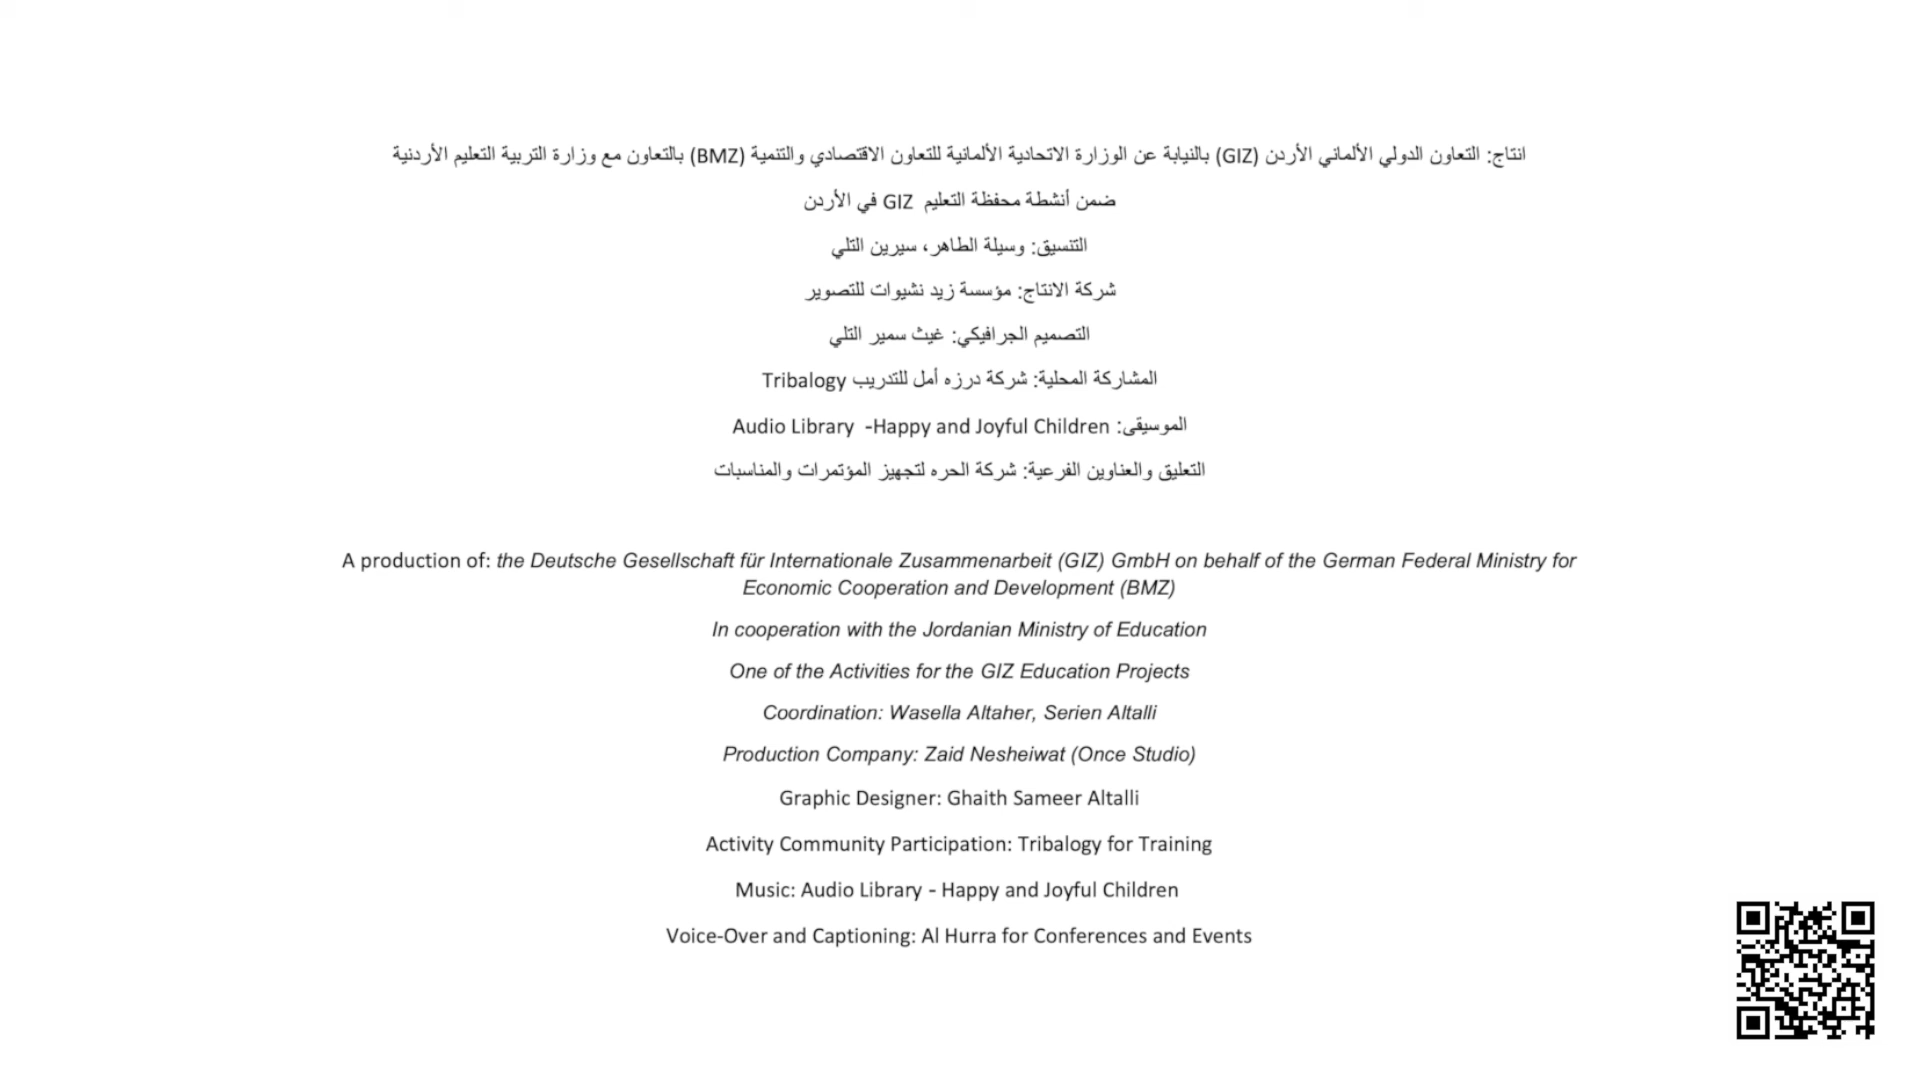 انتاج: التعاون الدولي الألماني الأردن (GIZ) بالنيابة عن الوزارة الاتحادية الألمانية للتعاون الاقتصادي والتنمية (BMZ) بالتعاون مع وزارة التربية التعليم الأردنية
ضمن أنشطة محفظة التعليم GIZ في الأردن
التنسيق: وسيلة الطاهر، سيرين التلي
شركة الانتاج: مؤسسة زيد نشيوات للتصوير
التصميم الجرافيكي: غيث سمير التلي
المشاركة المحلية: شركة درزه أمل للتدريب Tribalogy
الموسيقى: Audio Library -Happy and Joyful Children
التعليق والعناوين الفرعية: شركة الحره لتجهيز المؤتمرات والمناسبات
A production of: the Deutsche Gesellschaft für Internationale Zusammenarbeit (GIZ) GmbH on behalf of the German Federal Ministry for
Economic Cooperation and Development (BMZ)
In cooperation with the Jordanian Ministry of Education
One of the Activities for the GIZ Education Projects
Coordination: Wasella Altaher, Serien Altalli
Production Company: Zaid Nesheiwat (Once Studio)
Graphic Designer: Ghaith Sameer Altalli
Activity Community Participation: Tribalogy for Training
Music: Audio Library - Happy and Joyful Children
Voice-Over and Captioning: Al Hurra for Conferences and Events